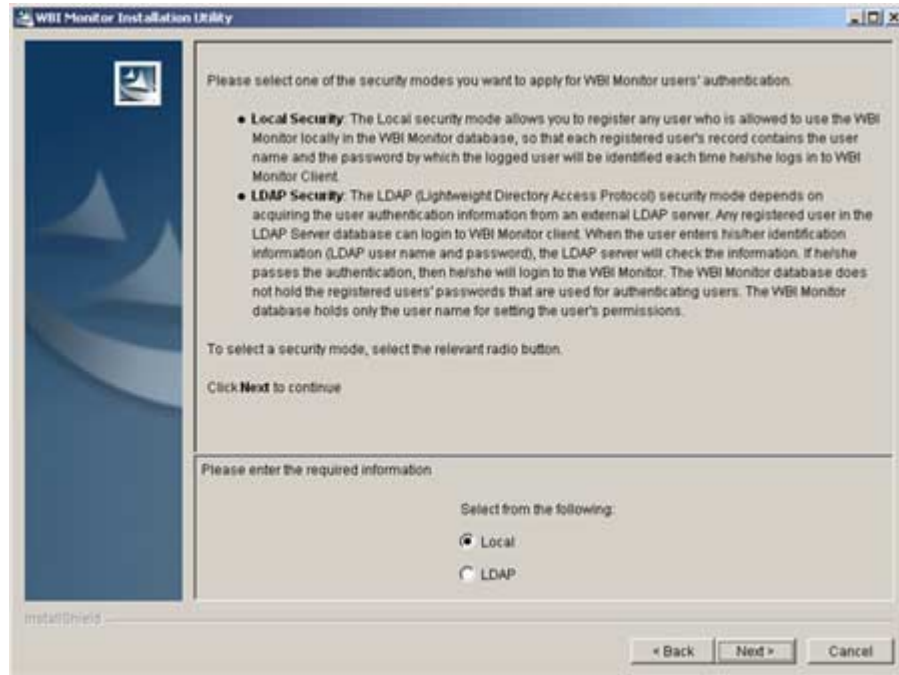 WBI Monitor Installation Utility
Please select one of the security modes you want to apply for WBI Monitor users' authentication.
● Local Security: The Local security mode allows you to register any user who is allowed to use the WBI
Monitor locally in the WBI Monitor database, so that each registered user's record contains the user
name and the password by which the logged user will be identified each time he/she logs in to WBI
Monitor Client.
● LDAP Security: The LDAP (Lightweight Directory Access Protocol) security mode depends on
acquiring the user authentication information from an external LDAP server. Any registered user in the
LDAP Server database can login to WBI Monitor client. When the user enters his/her identification
information (LDAP user name and password), the LDAP server will check the information. If he/she
passes the authentication, then he/she will login to the WBI Monitor. The WBI Monitor database does
not hold the registered users' passwords that are used for authenticating users. The WBI Monitor
database holds only the user name for setting the user's permissions.
To select a security mode, select the relevant radio button.
Click Next to continue
Please enter the required information
Select from the following:
Local
LDAP
InstallShield
< Back
Next >
Cancel